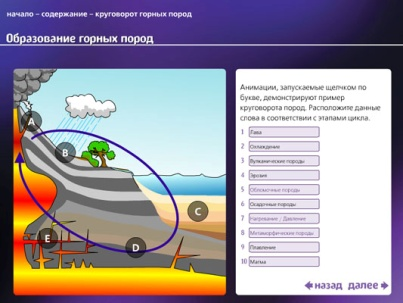 начало – содержание – круговорот горных пород
Образование горных пород
Анимации, запускаемые щелчком по
букве, демонстрируют пример
круговорота пород. Расположите данные
слова в соответствии с этапами цикла.
1 Лава
2 Охлаждение
3 Вулканические породы
4 Эрозия
5 Обломочные породы
6 Осадочные породы
7 Нагревание / Давление
8 Метаморфические породы
9 Плавление
10 Магма
A
B
C
D
E
назад далее